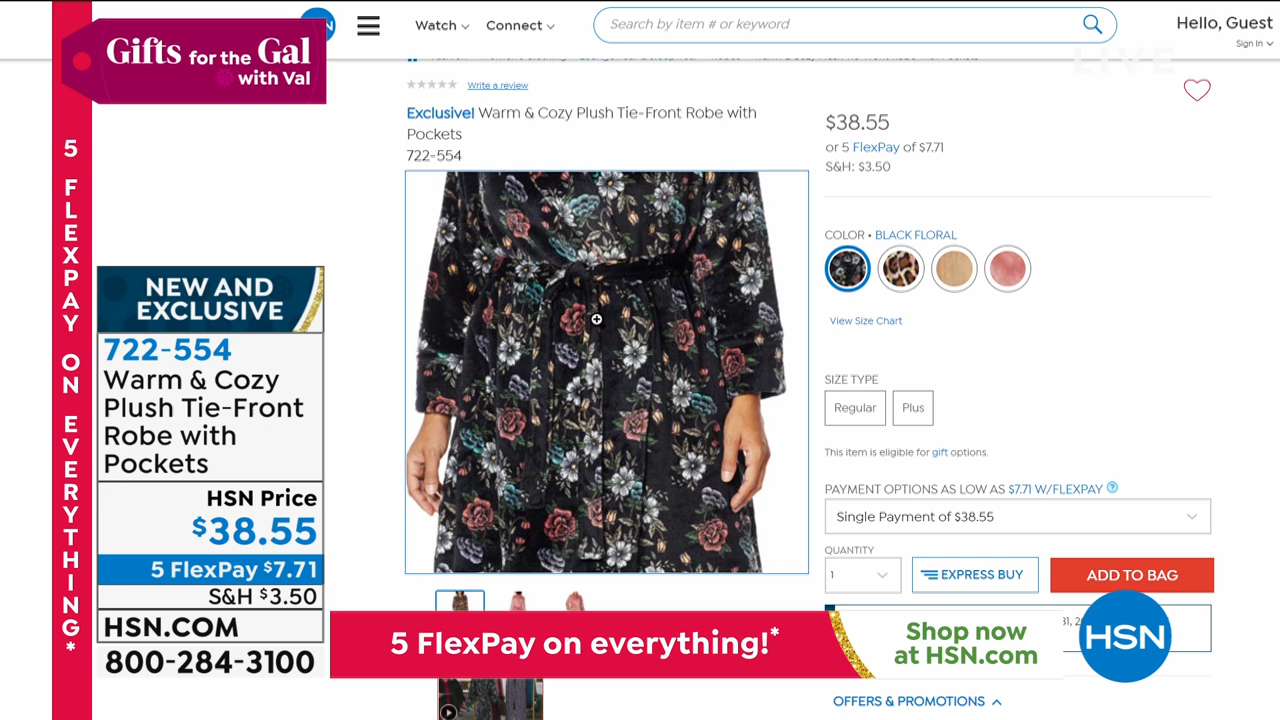 Gifts for the Gal
with Val
5 FLEXPAY ON EVERYTHING!*
Watch
Connect
Search by item # or keyword
Hello, Guest
Sign In
LIVE
Write a review
Exclusive! Warm & Cozy Plush Tie-Front Robe with
Pockets
722-554
$38.55
or 5 FlexPay of $7.71
S&H: $3.50
COLOR • BLACK FLORAL
View Size Chart
SIZE TYPE
Regular
Plus
This item is eligible for gift options.
PAYMENT OPTIONS AS LOW AS $7.71 W/FLEXPAY ?
Single Payment of $38.55
QUANTITY
1
EXPRESS BUY
ADD TO BAG
OFFERS & PROMOTIONS
NEW AND
EXCLUSIVE
722-554
Warm & Cozy
Plush Tie-Front
Robe with
Pockets
HSN Price
$38.55
5 FlexPay $7.71
S&H $3.50
HSN.COM
800-284-3100
5 FlexPay on everything!*
Shop now
at HSN.com
HSN